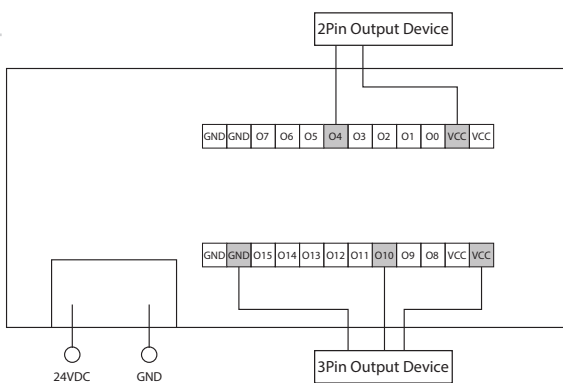 2Pin Output Device
GND GND O7 O6 O5 O4 O3 O2 O1 O0 VCC VCC
GND GND O15 O14 O13 O12 O11 O10 O9 O8 VCC VCC
24VDC GND 3Pin Output Device